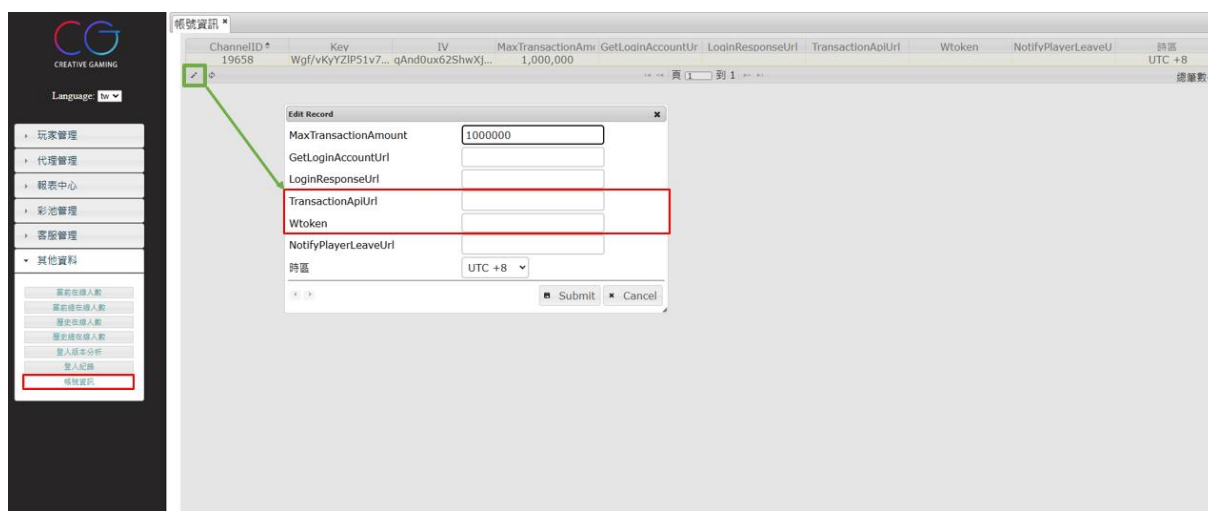 CG
CREATIVE GAMING
Language: tw
玩家管理
代理管理
報表中心
彩池管理
客服管理
其他資料
當前在線人數
當前總在線人數
歷史在線人數
歷史總在線人數
登入版本分析
登入紀錄
帳號資訊
帳號資訊
ChannelID Key IV MaxTransactionAm GetLoginAccountUr LoginResponseUrl TransactionApiUrl Wtoken NotifyPlayerLeaveU 時區
19658 Wgf/vKyYZlP51v7... qAnd0ux62ShwXJ... 1,000,000 UTC +8
頁 1 到 1 總筆數
Edit Record
MaxTransactionAmount 1000000
GetLoginAccountUrl
LoginResponseUrl
TransactionApiUrl
Wtoken
NotifyPlayerLeaveUrl
時區 UTC +8
Submit Cancel